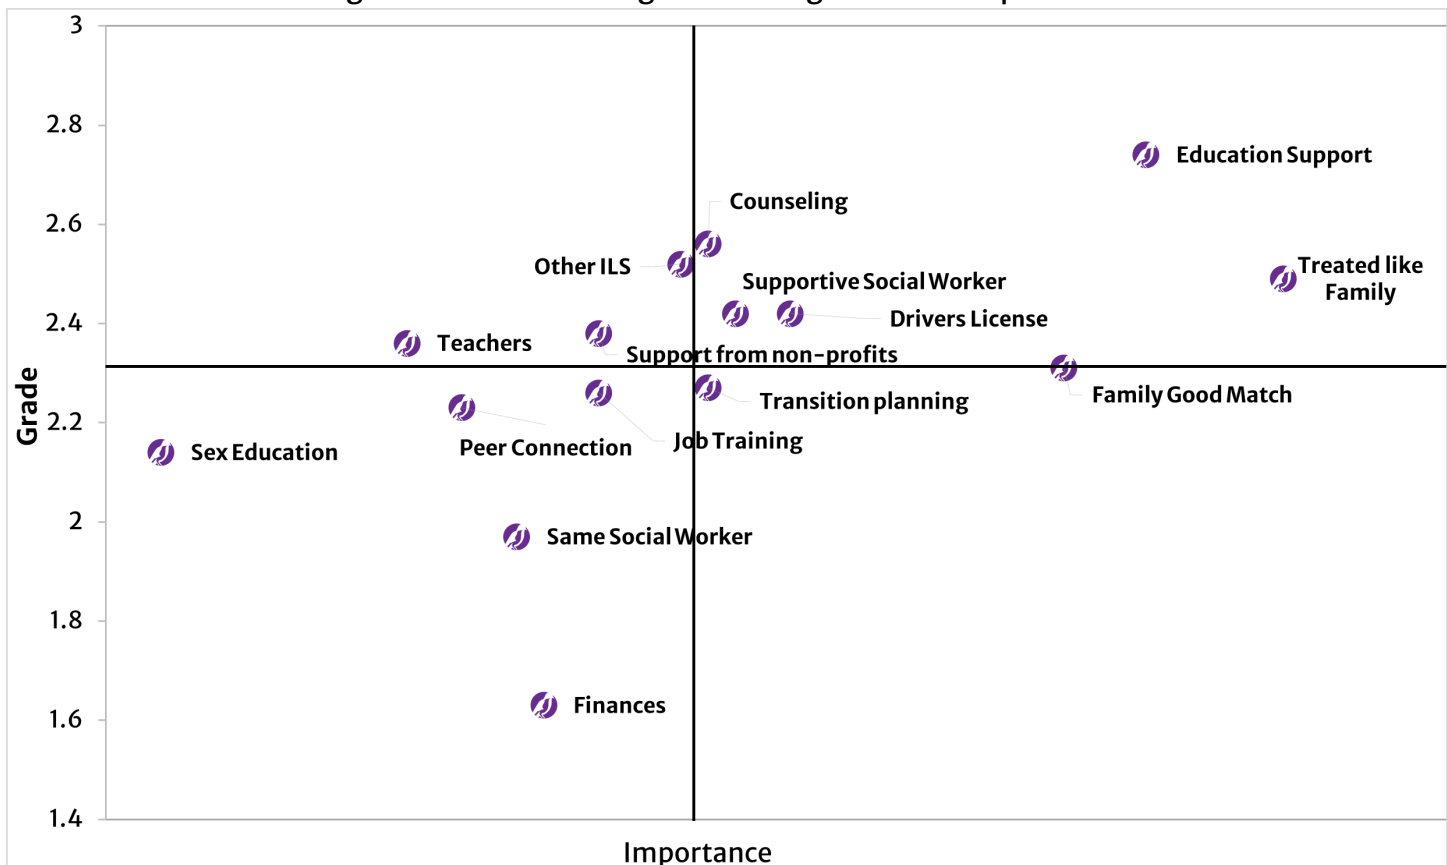 3
2.8
Education Support
Counseling
2.6
Other ILS
Treated like
Family
Supportive Social Worker
2.4
Drivers License
Teachers
Support from non-profits
Grade
Family Good Match
Transition planning
2.2
Job Training
Peer Connection
Sex Education
2
Same Social Worker
1.8
Finances
1.6
1.4
Importance